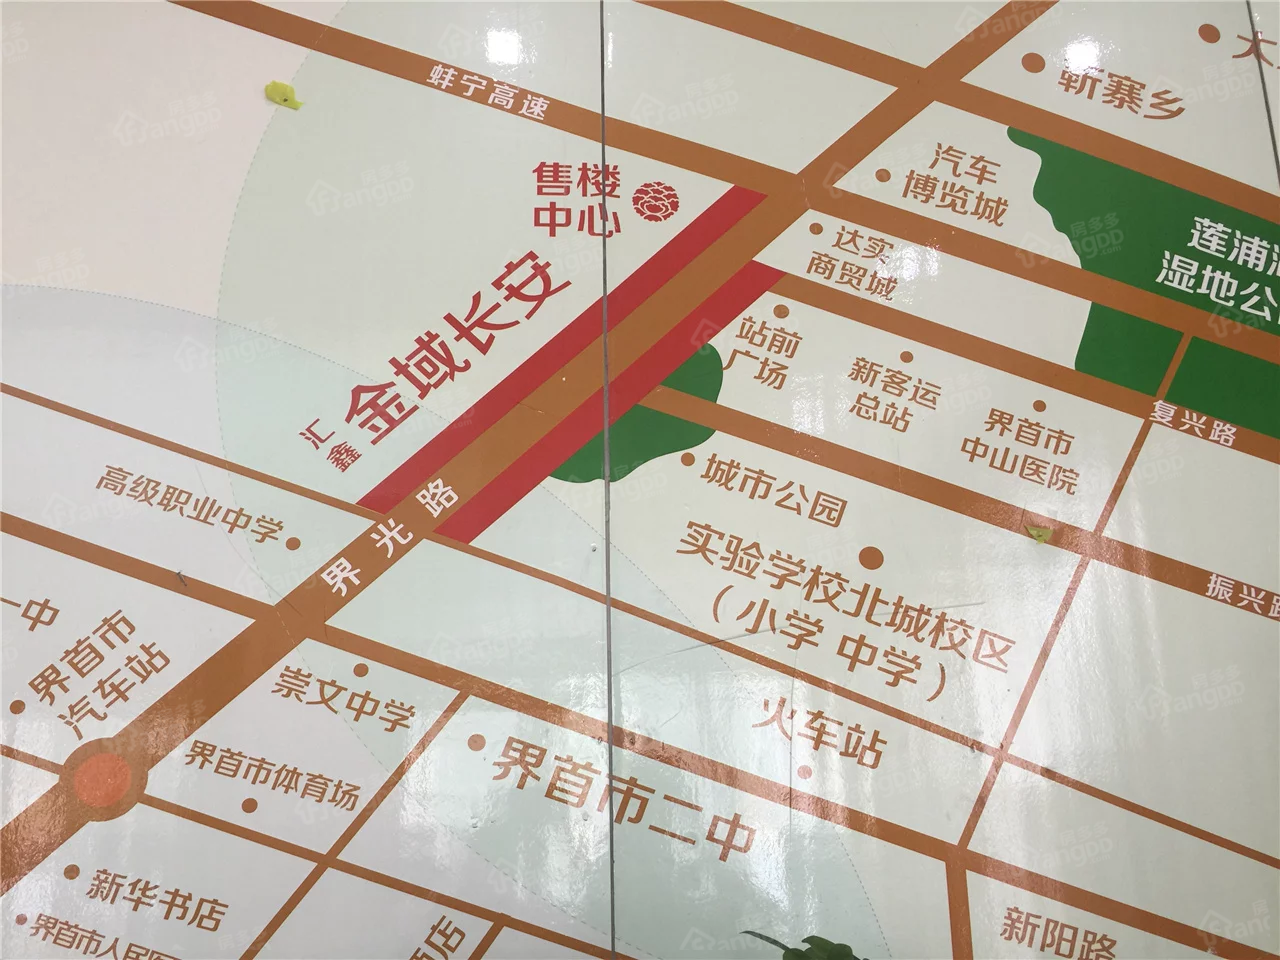 蚌宁高速
靳寨乡
汽车
博览城
售楼
中心
达实
商贸城
莲浦
湿地公
金域长安
汇
鑫
站前
广场
新客运
总站
界首市
中山医院
复兴路
城市公园
高级职业中学
界光路
实验学校北城校区
（小学 中学）
振兴路
一中
界首市
汽车站
崇文中学
火车站
界首市体育场
界首市二中
新华书店
界首市人民医
新阳路